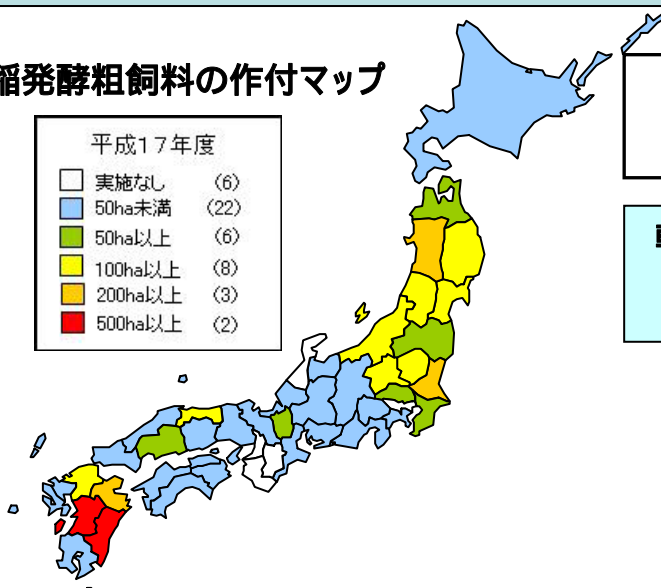 稲発酵粗飼料の作付マップ
平成17年度
実施なし (6)
50ha未満 (22)
50ha以上 (6)
100ha以上 (8)
200ha以上 (3)
500ha以上 (2)